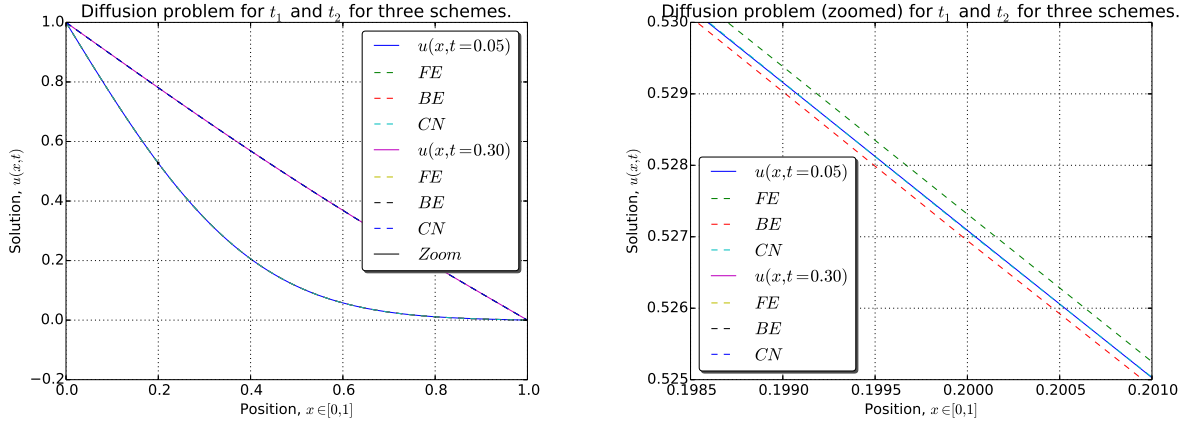 Diffusion problem for t₁ and t₂ for three schemes.
1.0
0.8
0.6
0.4
0.2
0.0
−0.2
0.0
0.2
0.4
0.6
0.8
1.0
Solution, u(x,t)
Position, x∈[0,1]
u(x,t=0.05)
FE
BE
CN
u(x,t=0.30)
FE
BE
CN
Zoom
Diffusion problem (zoomed) for t₁ and t₂ for three schemes.
0.530
0.529
0.528
0.527
0.526
0.525
0.1985
0.1990
0.1995
0.2000
0.2005
0.2010
Solution, u(x,t)
Position, x∈[0,1]
u(x,t=0.05)
FE
BE
CN
u(x,t=0.30)
FE
BE
CN